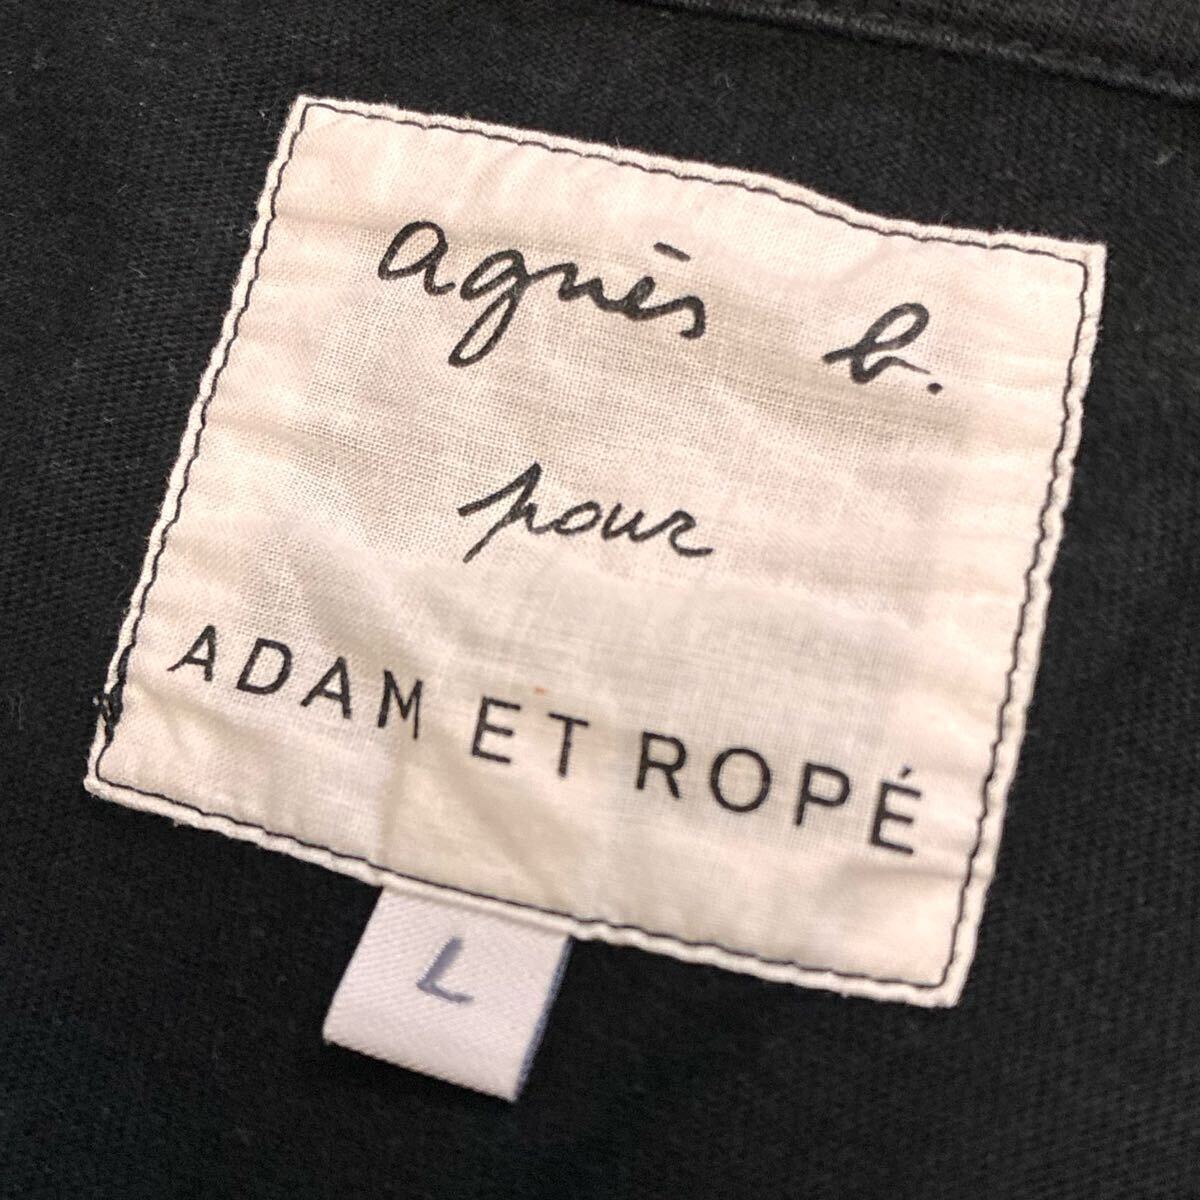 agnès b.
pour
ADAM ET ROPÉ
L